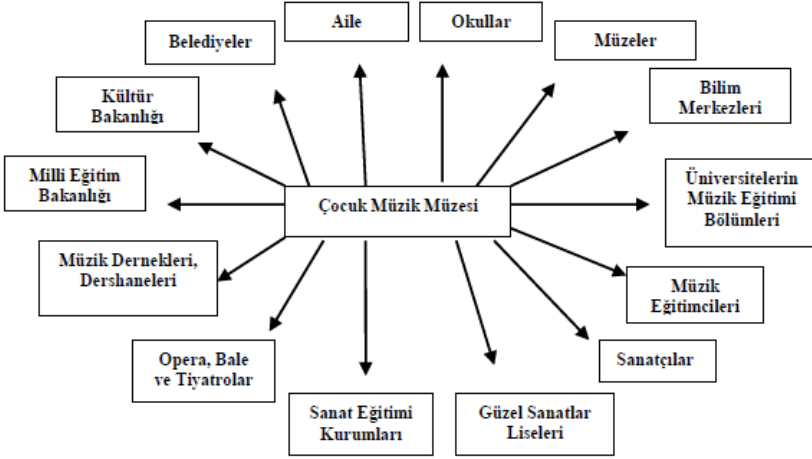 Aile
Okullar
Belediyeler
Müzeler
Kültür
Bakanlığı
Bilim
Merkezleri
Milli Eğitim
Bakanlığı
Çocuk Müzik Müzesi
Üniversitelerin
Müzik Eğitimi
Bölümleri
Müzik Dernekleri,
Dershaneleri
Müzik
Eğitimcileri
Opera, Bale
ve Tiyatrolar
Sanatçılar
Sanat Eğitimi
Kurumları
Güzel Sanatlar
Liseleri